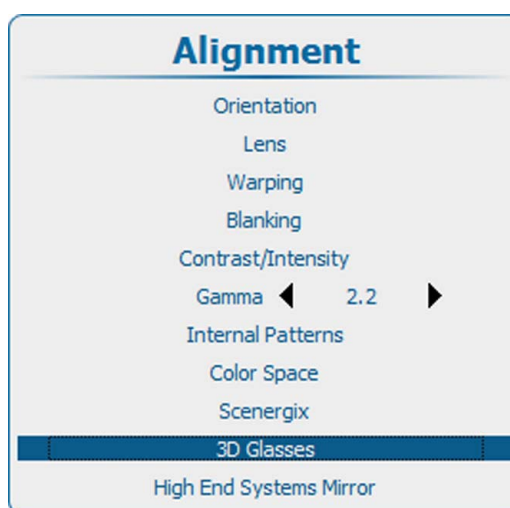 Alignment
Orientation
Lens
Warping
Blanking
Contrast/Intensity
Gamma 2.2
Internal Patterns
Color Space
Scenergix
3D Glasses
High End Systems Mirror